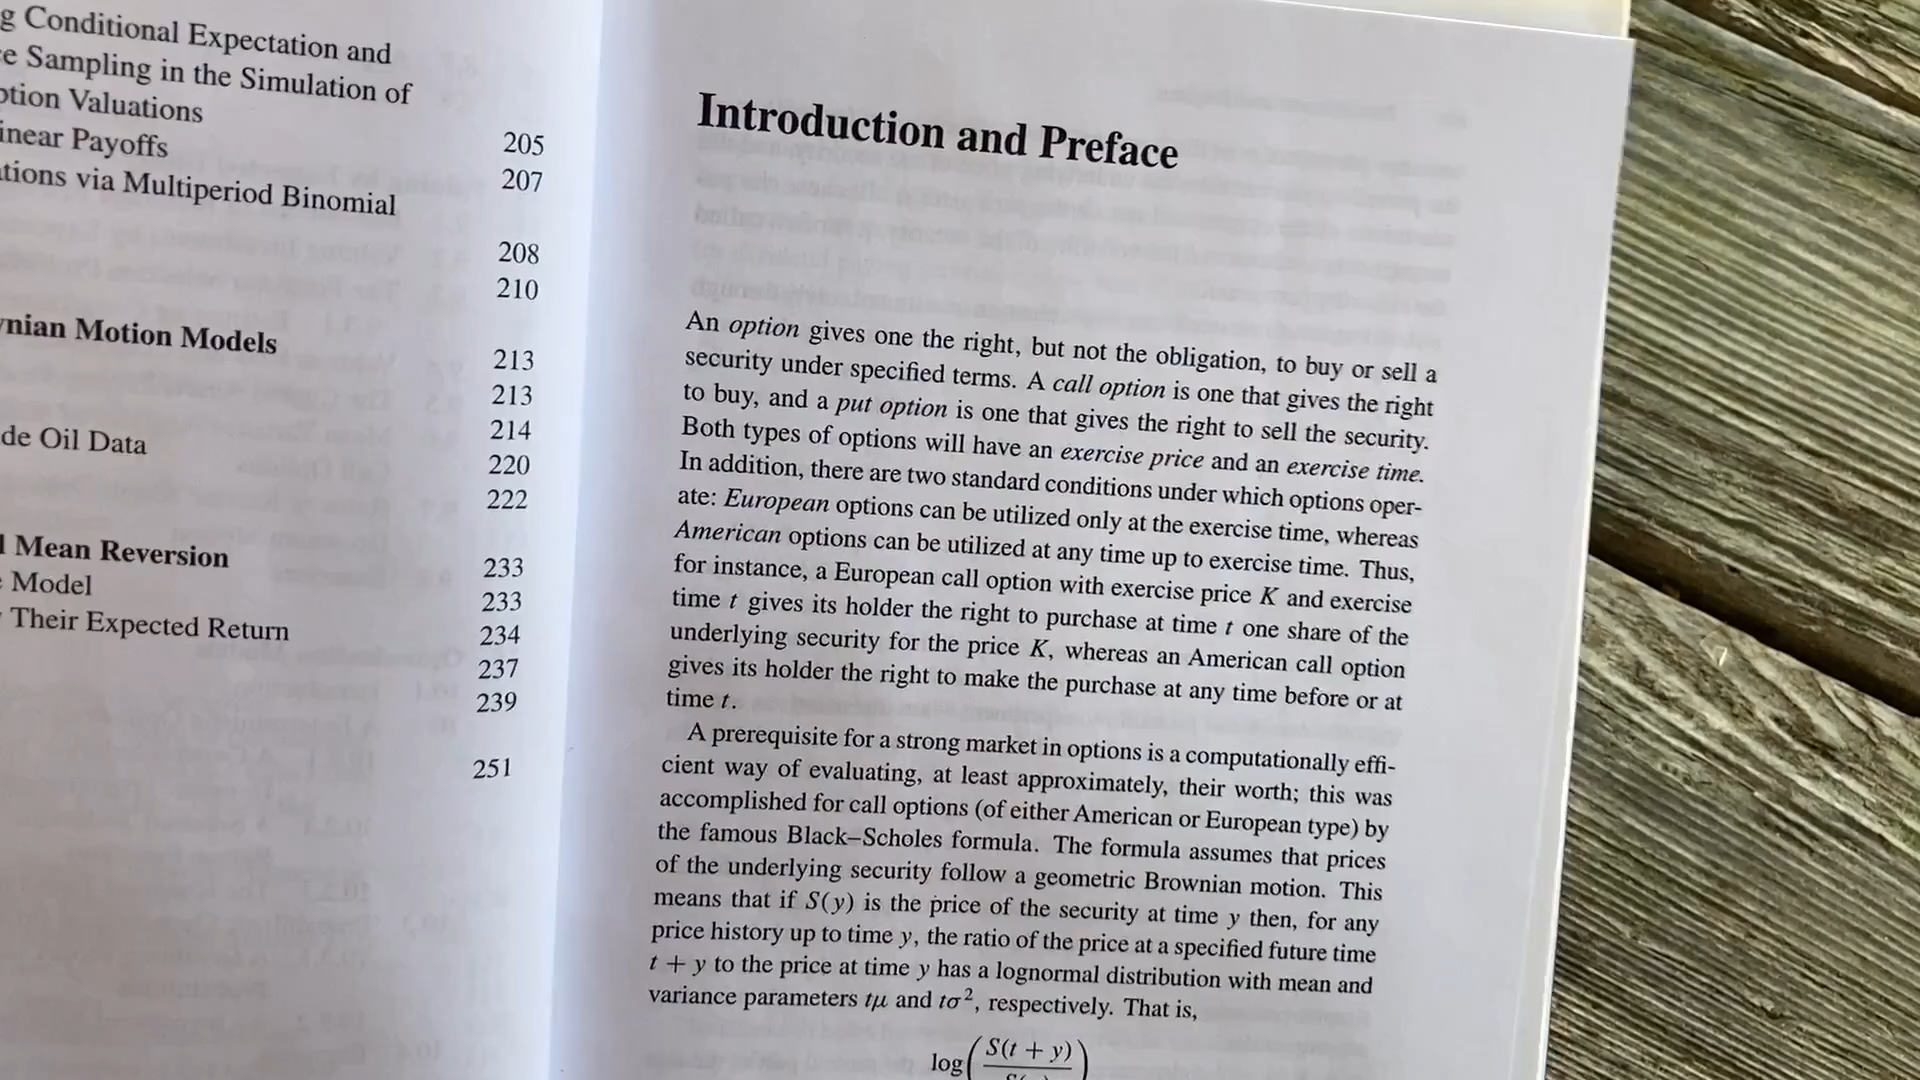 g Conditional Expectation and
e Sampling in the Simulation of
ption Valuations 205
inear Payoffs 207
tions via Multiperiod Binomial
208
210
nian Motion Models 213
213
214
de Oil Data 220
222
l Mean Reversion 233
Model 233
Their Expected Return 234
237
239
251
Introduction and Preface
An option gives one the right, but not the obligation, to buy or sell a
security under specified terms. A call option is one that gives the right
to buy, and a put option is one that gives the right to sell the security.
Both types of options will have an exercise price and an exercise time.
In addition, there are two standard conditions under which options oper-
ate: European options can be utilized only at the exercise time, whereas
American options can be utilized at any time up to exercise time. Thus,
for instance, a European call option with exercise price K and exercise
time t gives its holder the right to purchase at time t one share of the
underlying security for the price K, whereas an American call option
gives its holder the right to make the purchase at any time before or at
time t.
A prerequisite for a strong market in options is a computationally effi-
cient way of evaluating, at least approximately, their worth; this was
accomplished for call options (of either American or European type) by
the famous Black–Scholes formula. The formula assumes that prices
of the underlying security follow a geometric Brownian motion. This
means that if S(y) is the price of the security at time y then, for any
price history up to time y, the ratio of the price at a specified future time
t + y to the price at time y has a lognormal distribution with mean and
variance parameters tμ and tσ², respectively. That is,
log(S(t + y)